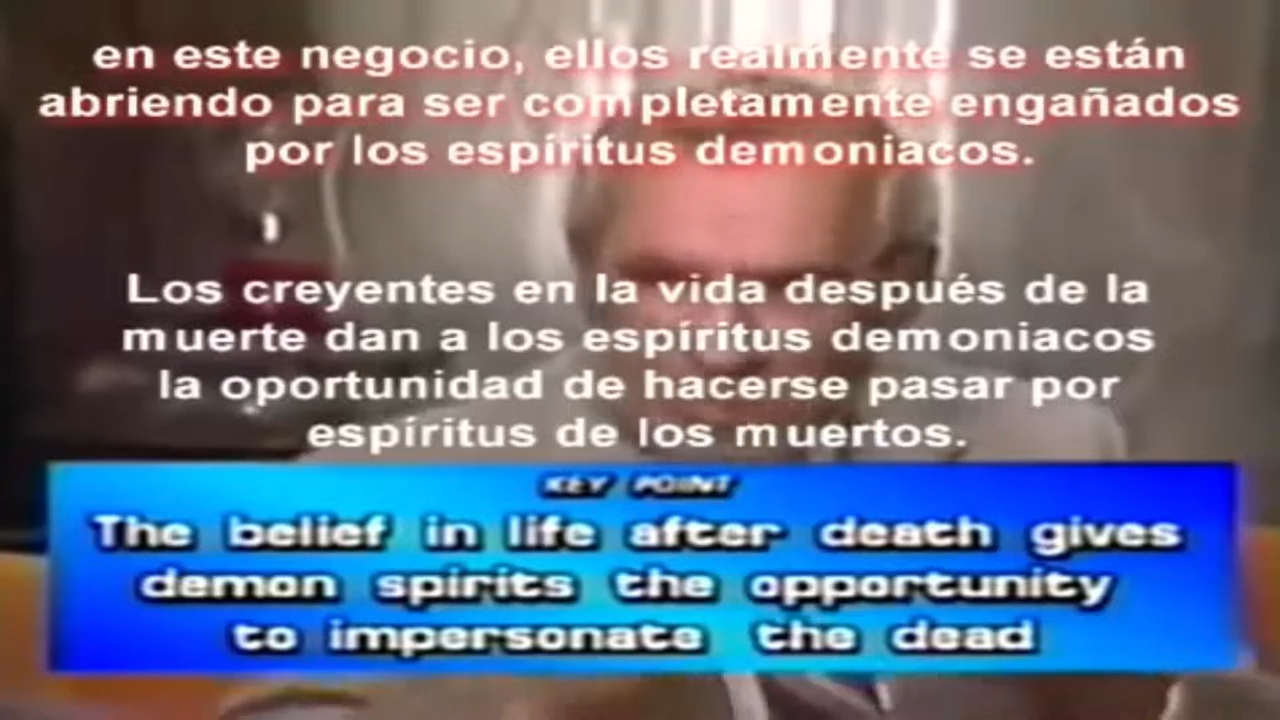 en este negocio, ellos realmente se están
abriendo para ser completamente engañados
por los espíritus demoniacos.
Los creyentes en la vida después de la
muerte dan a los espíritus demoniacos
la oportunidad de hacerse pasar por
espíritus de los muertos.
KEY POINT
The belief in life after death gives
demon spirits the opportunity
to impersonate the dead